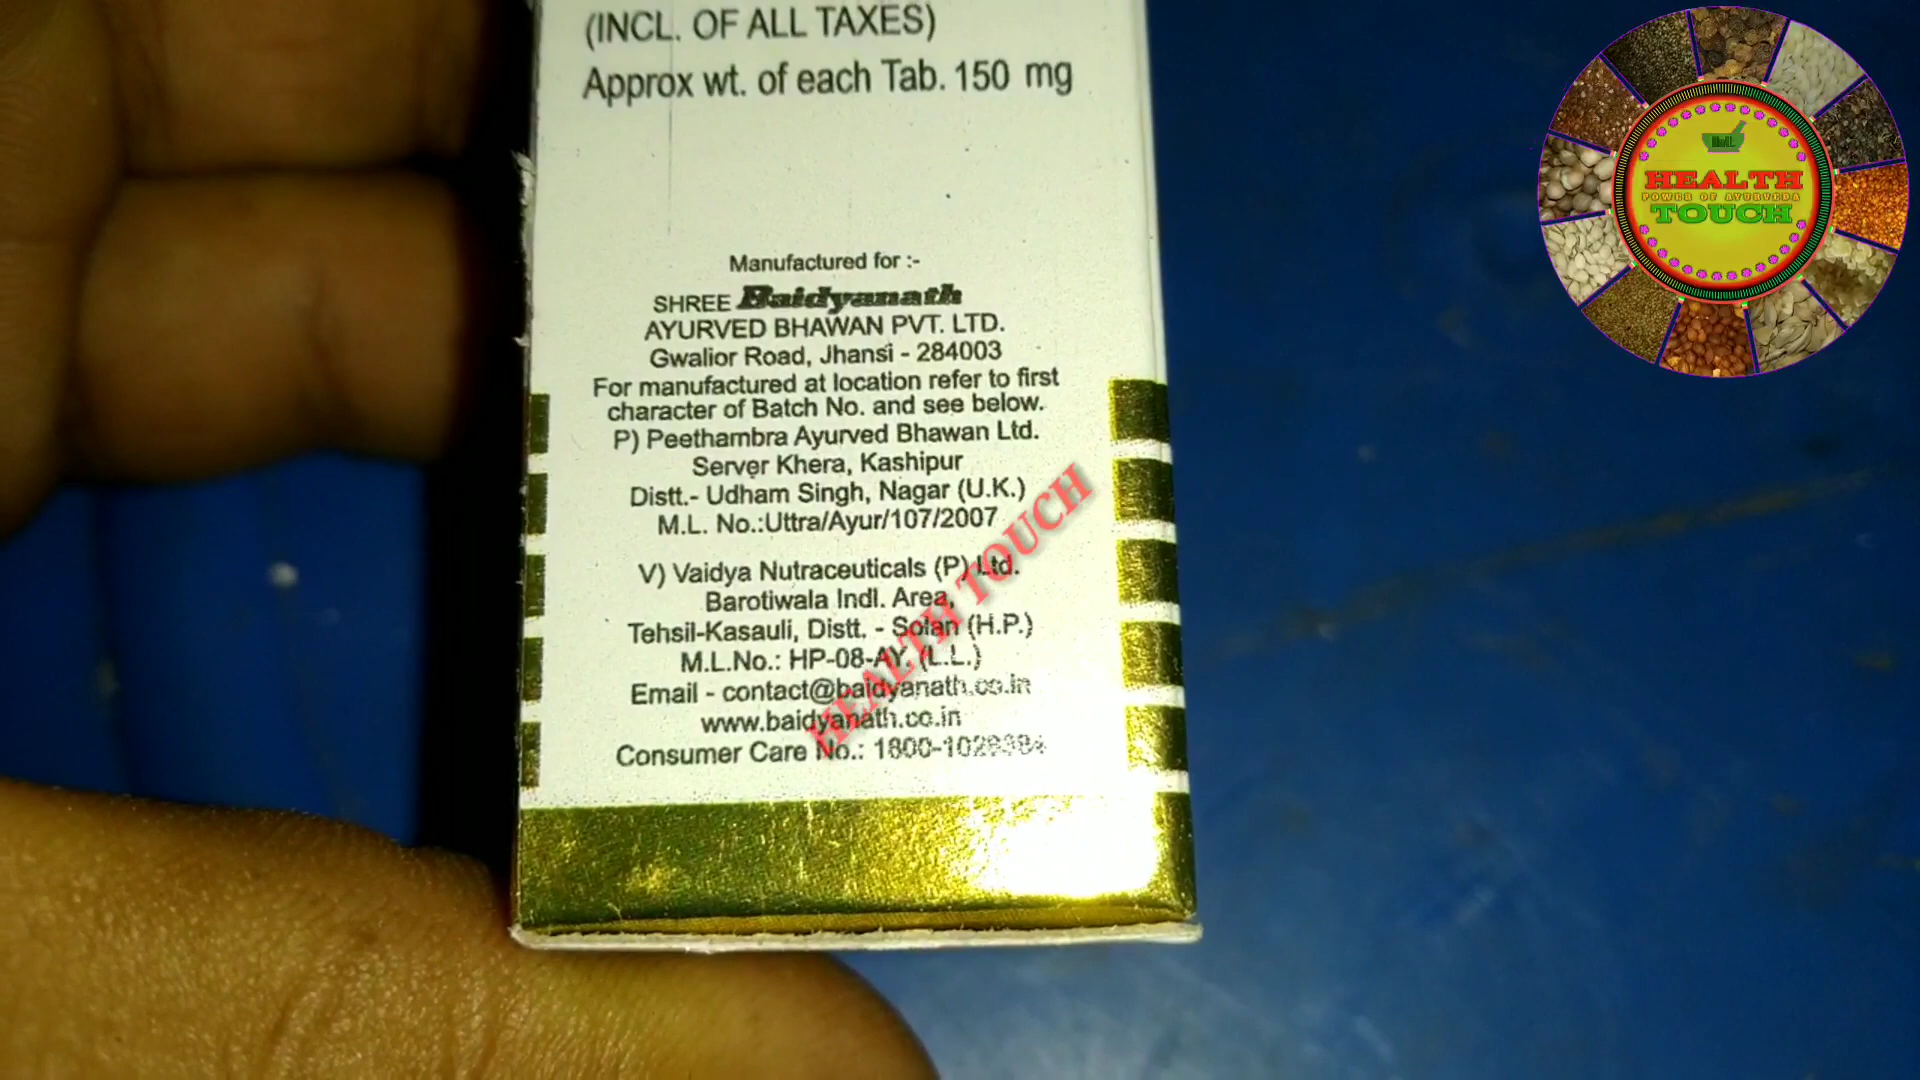 (INCL. OF ALL TAXES)
Approx wt. of each Tab. 150 mg
Manufactured for :-
SHREE Baidyanath
AYURVED BHAWAN PVT. LTD.
Gwalior Road, Jhansi - 284003
For manufactured at location refer to first
character of Batch No. and see below.
P) Peethambra Ayurved Bhawan Ltd.
Server Khera, Kashipur
Distt.- Udham Singh, Nagar (U.K.)
M.L. No.:Uttra/Ayur/107/2007
V) Vaidya Nutraceuticals (P) Ltd.
Barotiwala Indl. Area,
Tehsil-Kasauli, Distt. - Solan (H.P.)
M.L.No.: HP-08-AY. (L.L.)
Email - contact@baidyanath.co.in
www.baidyanath.co.in
Consumer Care No.:
HEALTH TOUCH
HEALTH
POWER OF AYURVEDA
TOUCH